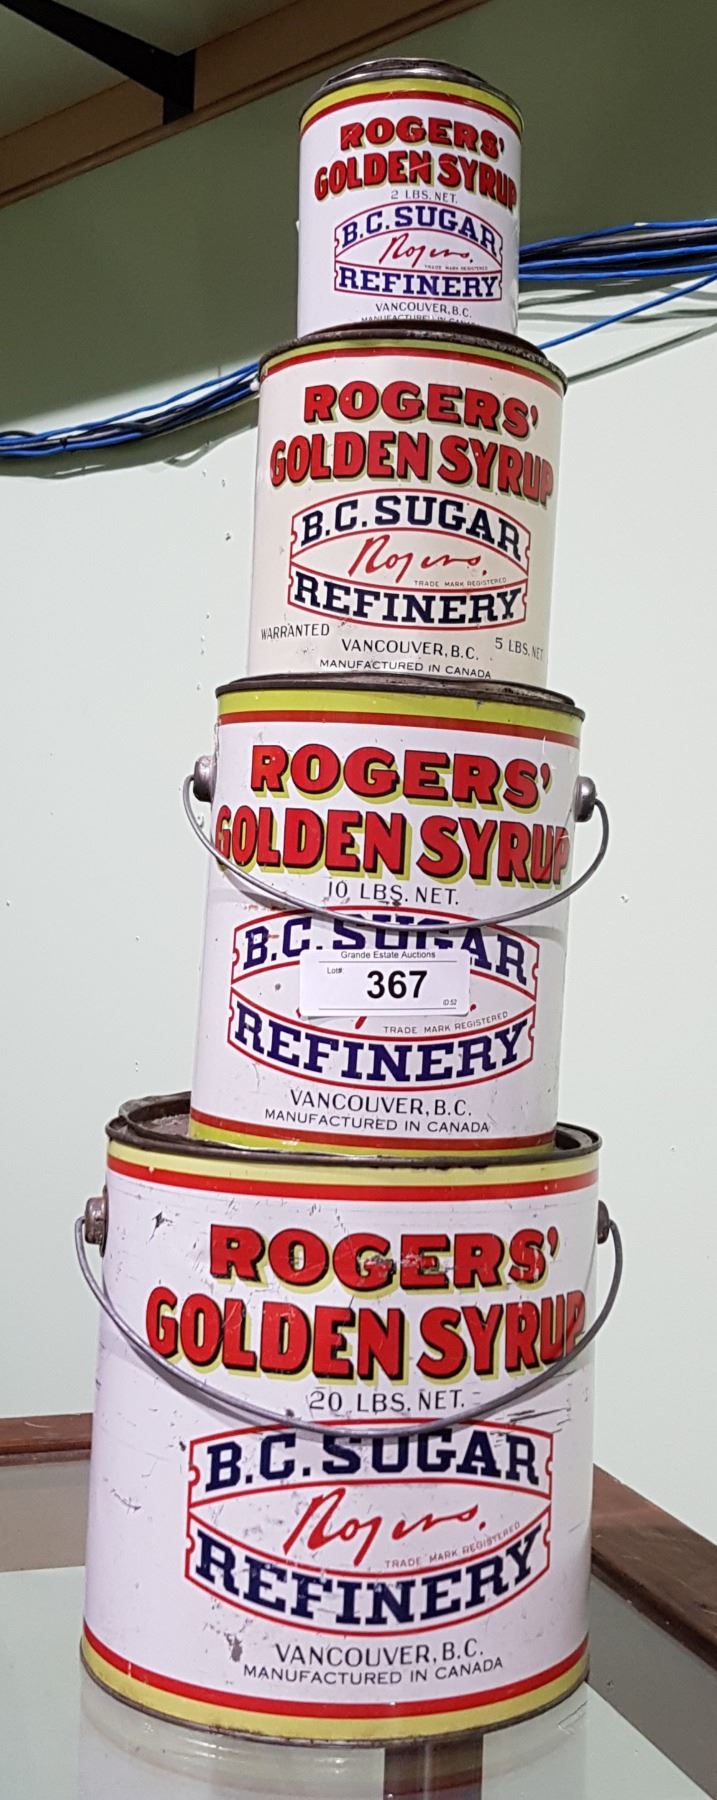 ROGERS'
GOLDEN SYRUP
2 LBS. NET.
B.C. SUGAR
Rogers.
TRADE MARK REGISTERED
REFINERY
VANCOUVER, B.C.
MANUFACTURED IN CANADA
ROGERS'
GOLDEN SYRUP
B.C. SUGAR
Rogers.
TRADE MARK REGISTERED
REFINERY
WARRANTED
VANCOUVER, B.C.
5 LBS. NET
MANUFACTURED IN CANADA
ROGERS'
GOLDEN SYRUP
10 LBS. NET.
B.C. SUGAR
Grande Estate Auctions
Lot#:
367
ID:52
TRADE MARK REGISTERED
REFINERY
VANCOUVER, B.C.
MANUFACTURED IN CANADA
ROGERS'
GOLDEN SYRUP
20 LBS. NET.
B.C. SUGAR
Rogers.
TRADE MARK REGISTERED
REFINERY
VANCOUVER, B.C.
MANUFACTURED IN CANADA